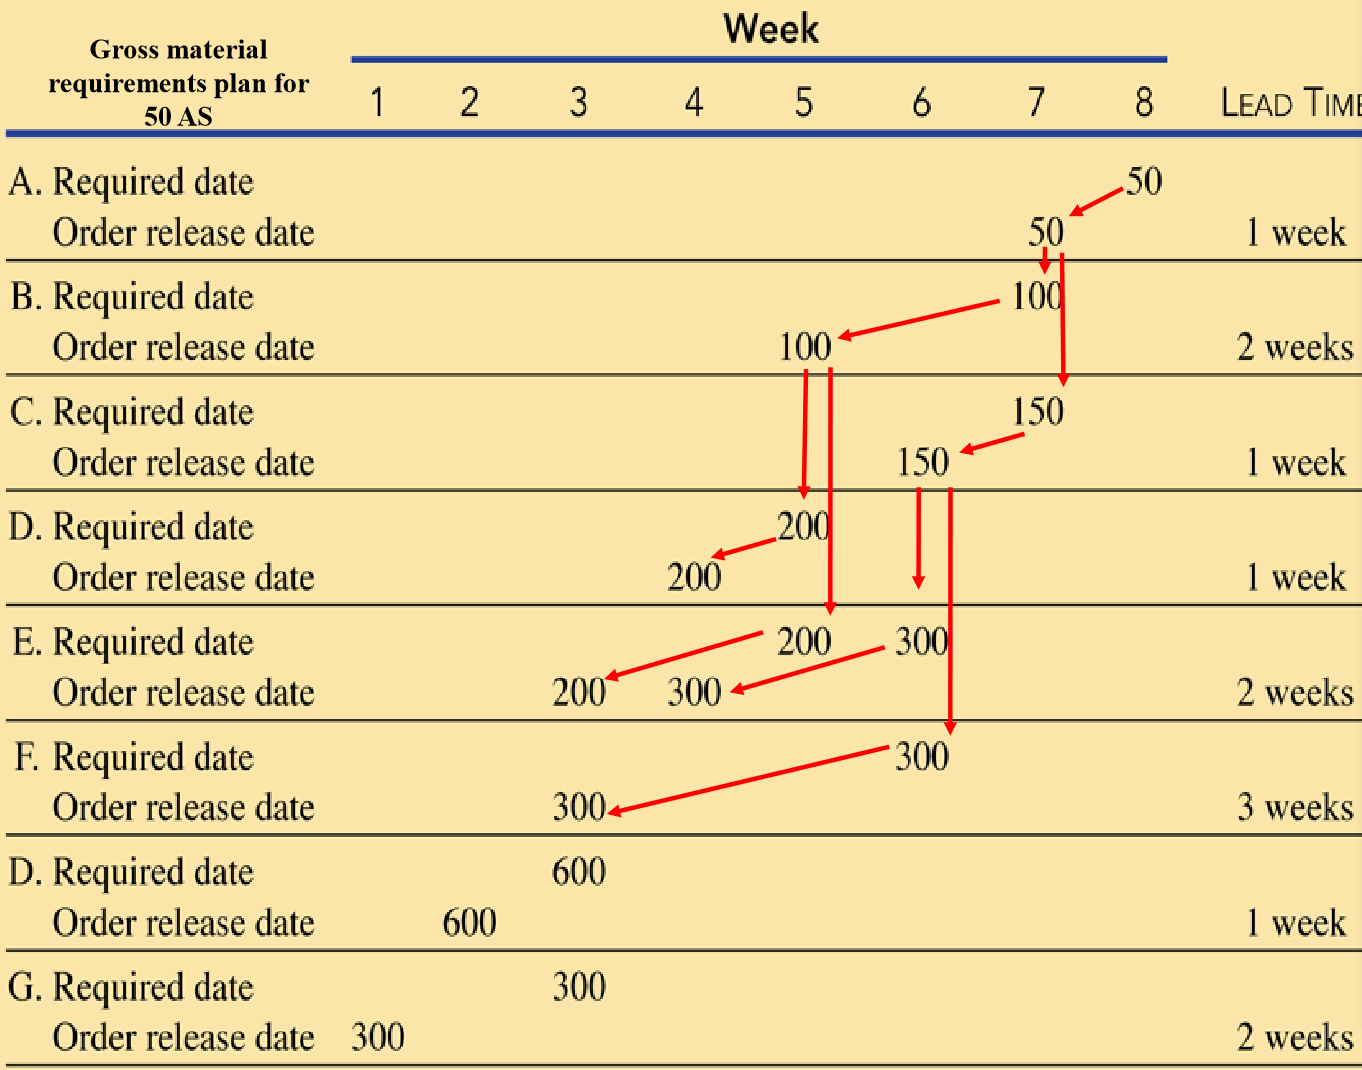 Week
Gross material
requirements plan for
50 AS
1 2 3 4 5 6 7 8 LEAD TIME
A. Required date 50
Order release date 50 1 week
B. Required date 100
Order release date 100 2 weeks
C. Required date 150
Order release date 150 1 week
D. Required date 200
Order release date 200 1 week
E. Required date 200 300
Order release date 200 300 2 weeks
F. Required date 300
Order release date 300 3 weeks
D. Required date 600
Order release date 600 1 week
G. Required date 300
Order release date 300 2 weeks